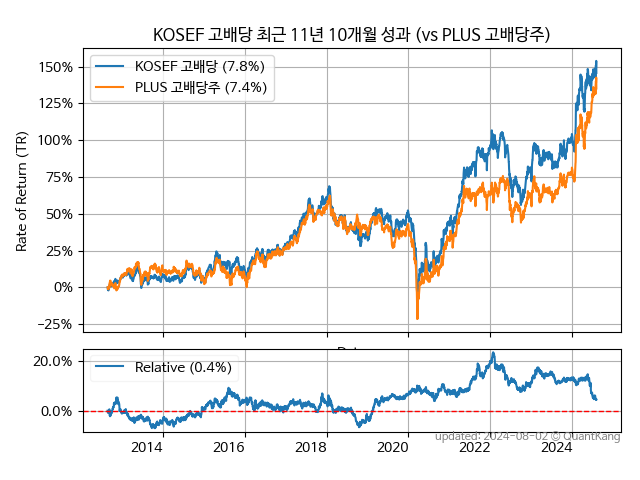 KOSEF 고배당 최근 11년 10개월 성과 (vs PLUS 고배당주)
KOSEF 고배당 (7.8%)
PLUS 고배당주 (7.4%)
Rate of Return (TR)
150%
125%
100%
75%
50%
25%
0%
−25%
Relative (0.4%)
20.0%
0.0%
2014
2016
2018
2020
2022
2024
updated: 2024-08-02 © QuantKang